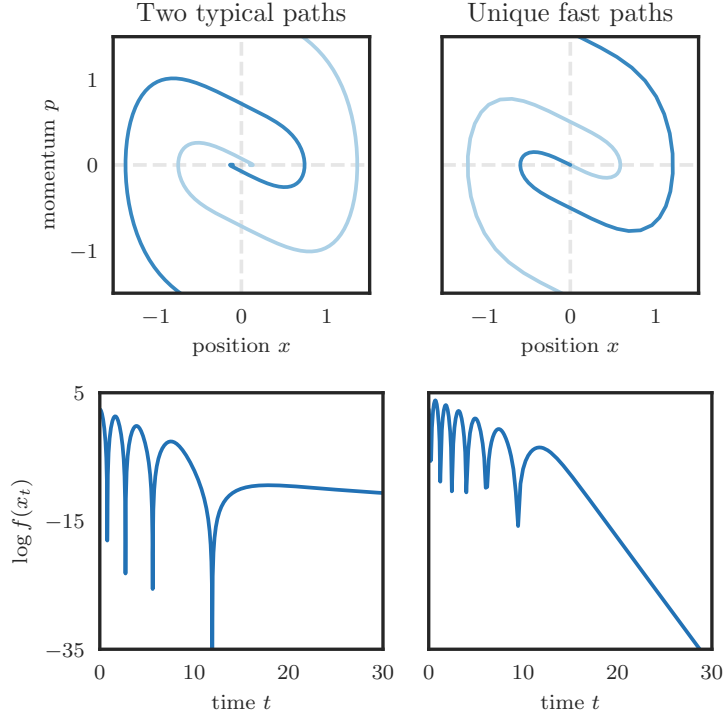 Two typical paths
Unique fast paths
momentum p
1
0
−1
−1
0
1
position x
−1
0
1
position x
log f(x_t)
5
−15
−35
0
10
20
30
time t
0
10
20
30
time t